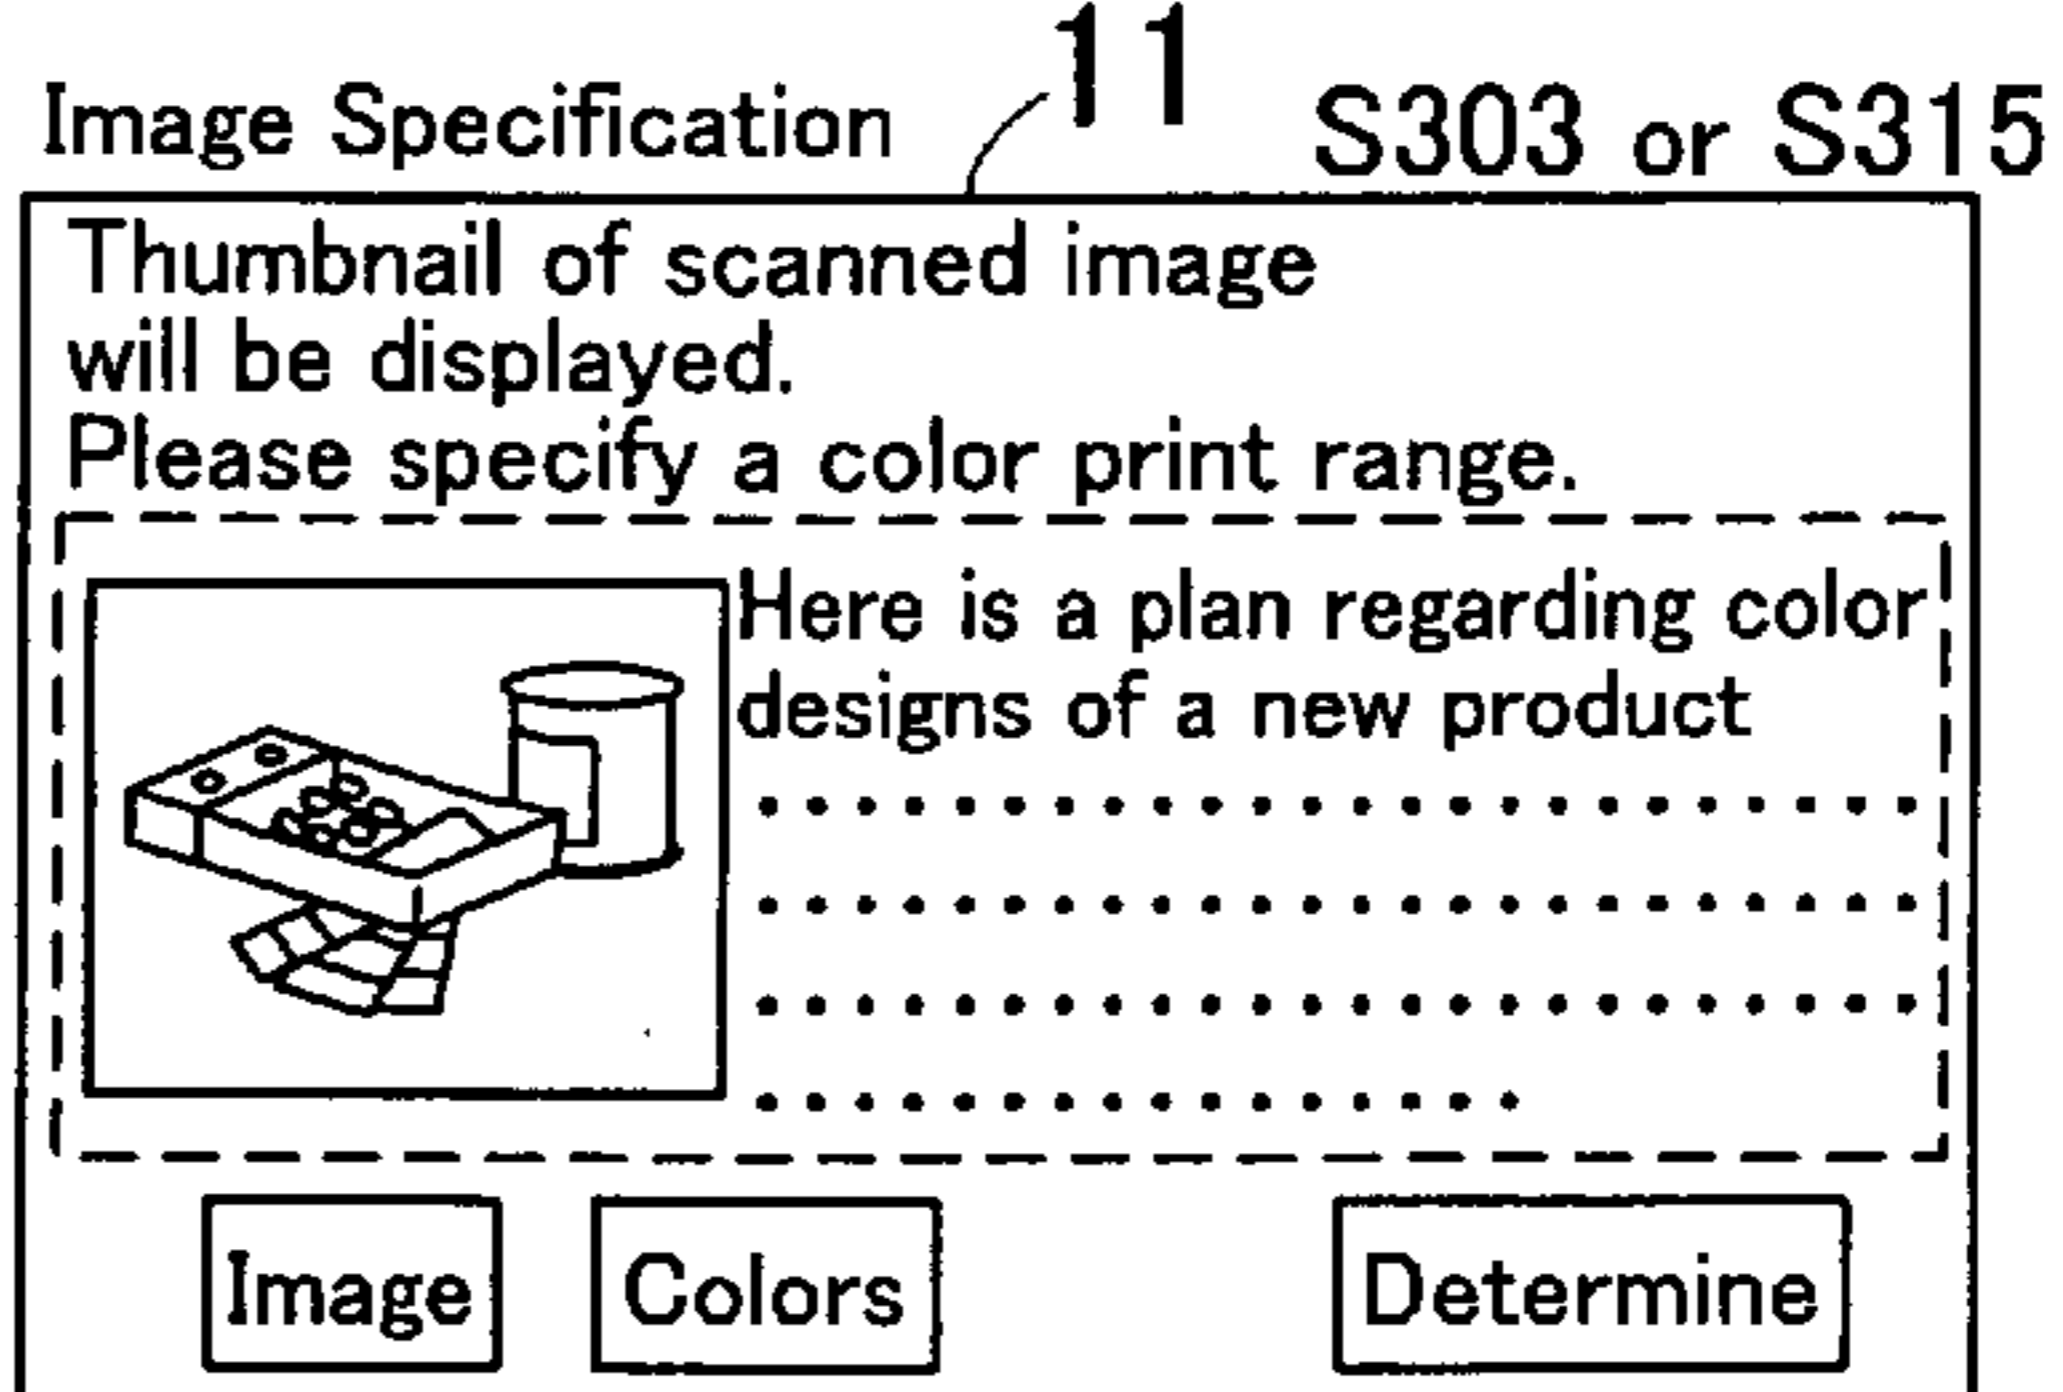 Image Specification 11 S303 or S315
Thumbnail of scanned image
will be displayed.
Please specify a color print range.
Here is a plan regarding color
designs of a new product
Image Colors Determine